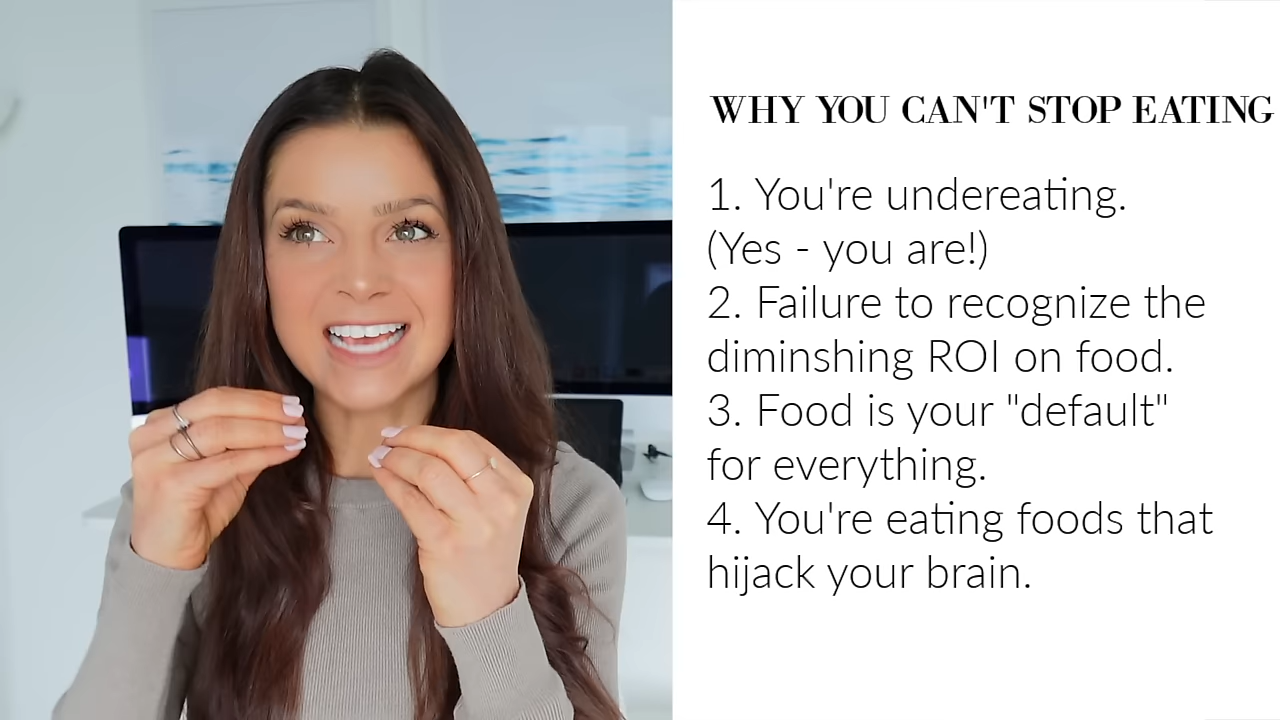 WHY YOU CAN'T STOP EATING
1. You're undereating.
(Yes - you are!)
2. Failure to recognize the
diminshing ROI on food.
3. Food is your "default"
for everything.
4. You're eating foods that
hijack your brain.